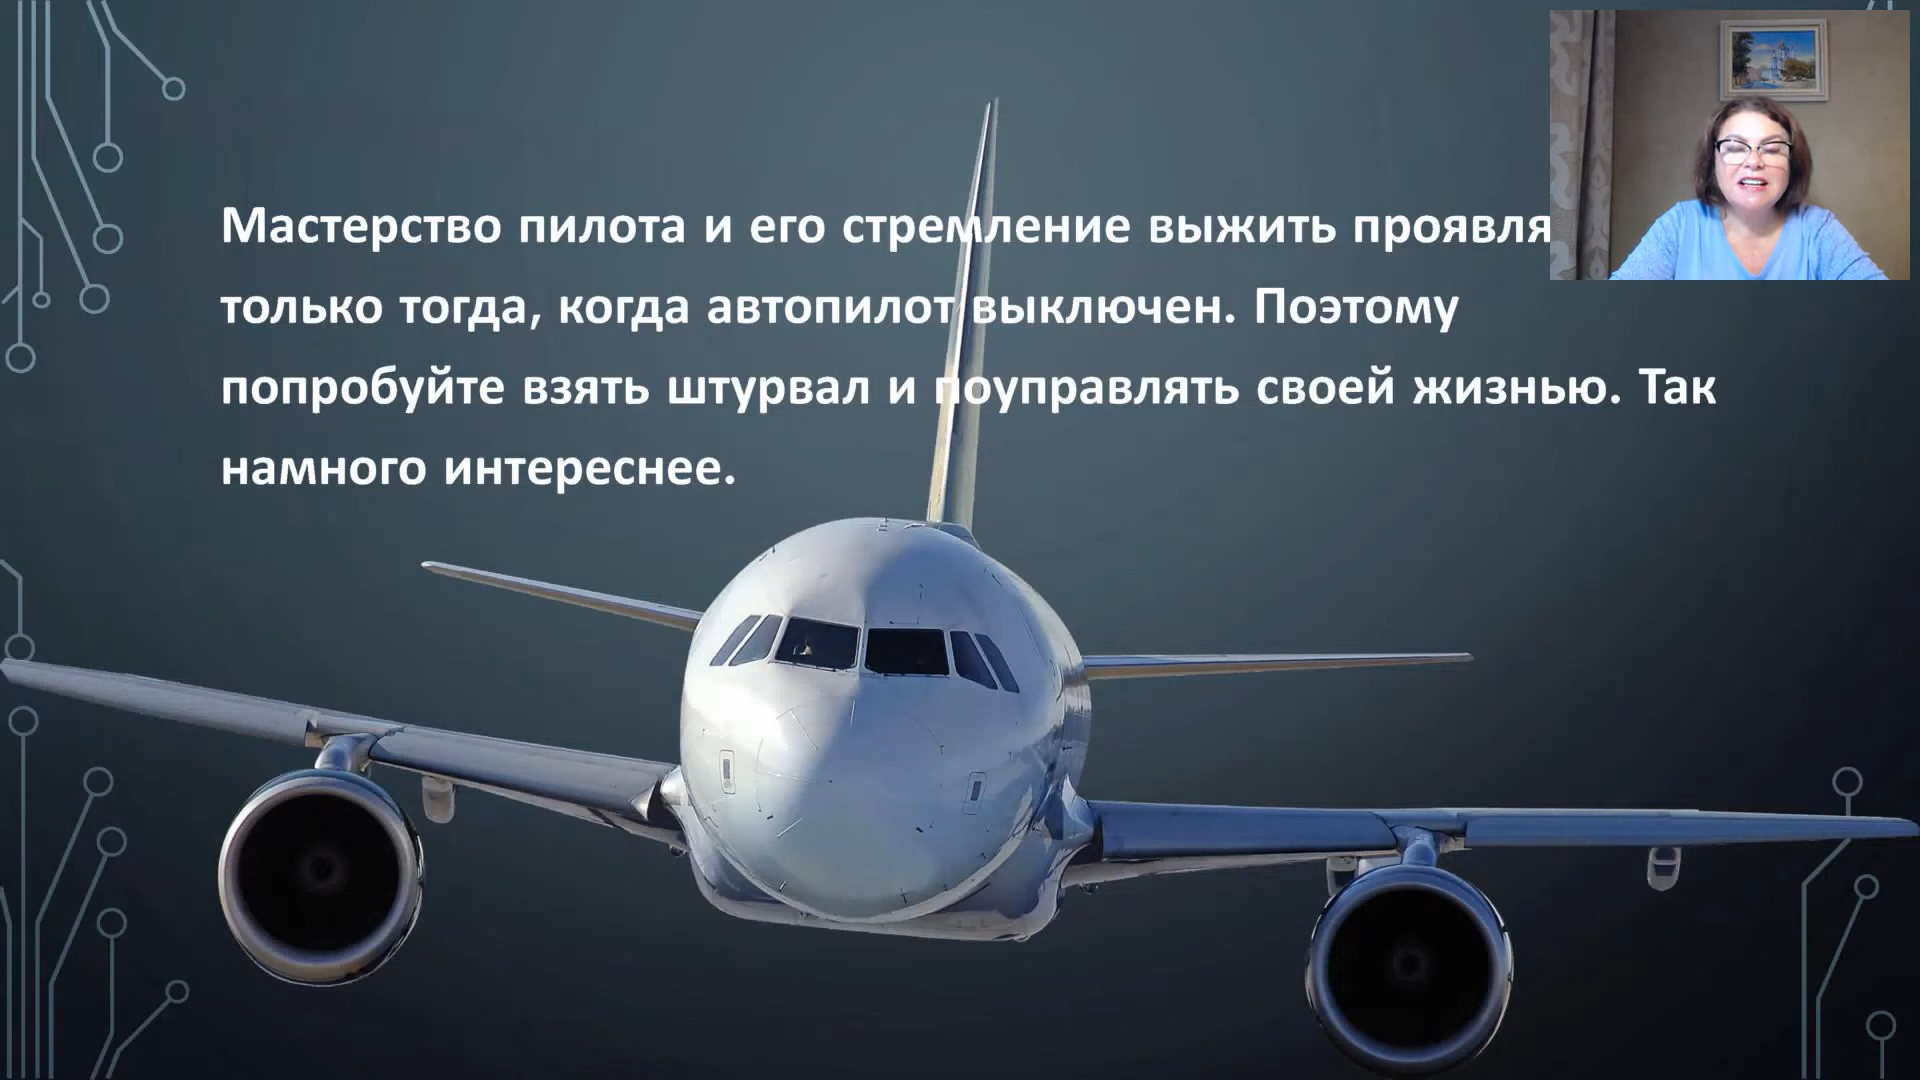 Мастерство пилота и его стремление выжить
только тогда, когда автопилот выключен. Поэтому
попробуйте взять штурвал и поуправлять своей жизнью. Так
намного интереснее.